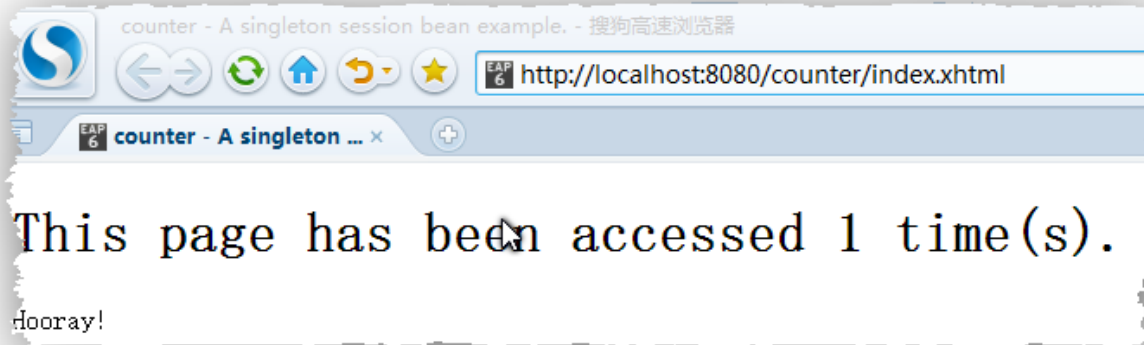 counter - A singleton session bean example. - 搜狗高速浏览器
EAP 6 http://localhost:8080/counter/index.xhtml
EAP 6 counter - A singleton ... ×
This page has been accessed 1 time(s).
Hooray!